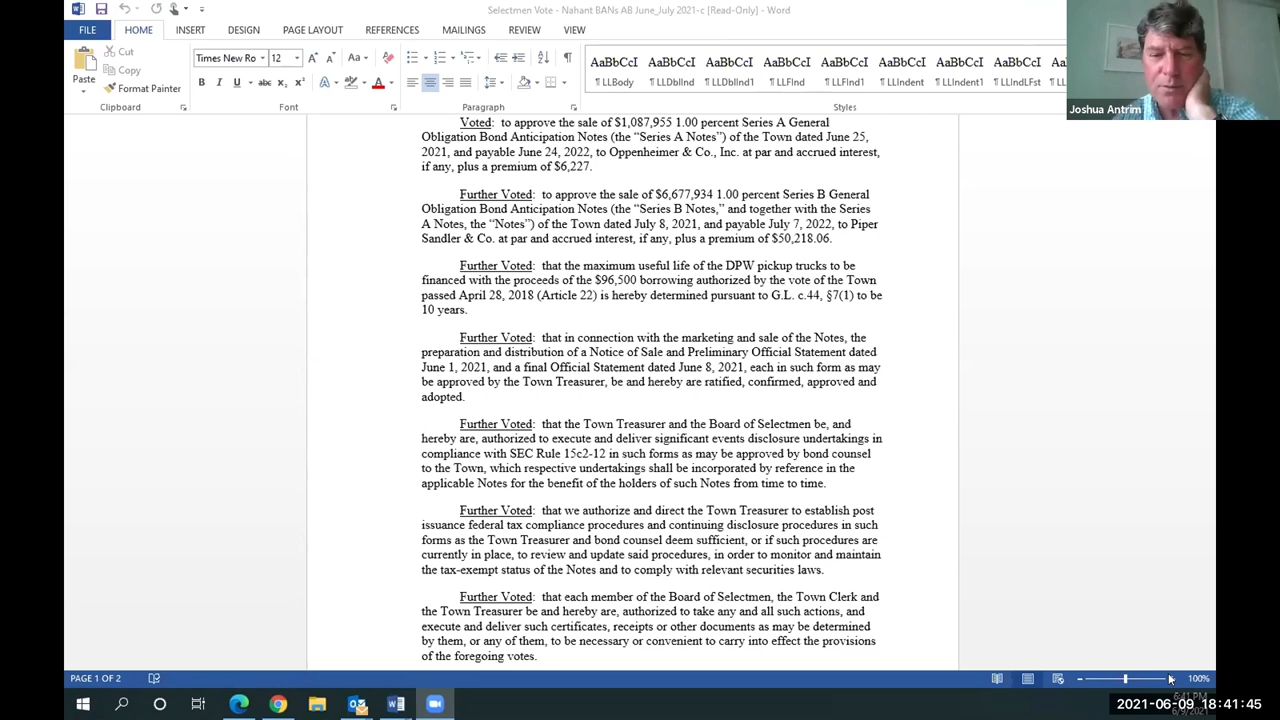 Selectmen Vote - Nahant BANs AB June_July 2021-c [Read-Only] - Word
FILE HOME INSERT DESIGN PAGE LAYOUT REFERENCES MAILINGS REVIEW VIEW
Paste
Cut
Copy
Format Painter
Clipboard
Times New Ro 12
Font
Paragraph
AaBbCcI AaBbCcI AaBbCcI AaBbCcI AaBbCcI AaBbCcI AaBbCcI AaBbCcI
¶ LLBody ¶ LLDblInd ¶ LLDblInd1 ¶ LLFInd ¶ LLFInd1 ¶ LLIndent ¶ LLIndent1 ¶ LLIndLFst
Styles
Joshua Antrim
Voted: to approve the sale of $1,087,955 1.00 percent Series A General
Obligation Bond Anticipation Notes (the “Series A Notes”) of the Town dated June 25,
2021, and payable June 24, 2022, to Oppenheimer & Co., Inc. at par and accrued interest,
if any, plus a premium of $6,227.
Further Voted: to approve the sale of $6,677,934 1.00 percent Series B General
Obligation Bond Anticipation Notes (the “Series B Notes,” and together with the Series
A Notes, the “Notes”) of the Town dated July 8, 2021, and payable July 7, 2022, to Piper
Sandler & Co. at par and accrued interest, if any, plus a premium of $50,218.06.
Further Voted: that the maximum useful life of the DPW pickup trucks to be
financed with the proceeds of the $96,500 borrowing authorized by the vote of the Town
passed April 28, 2018 (Article 22) is hereby determined pursuant to G.L. c.44, §7(1) to be
10 years.
Further Voted: that in connection with the marketing and sale of the Notes, the
preparation and distribution of a Notice of Sale and Preliminary Official Statement dated
June 1, 2021, and a final Official Statement dated June 8, 2021, each in such form as may
be approved by the Town Treasurer, be and hereby are ratified, confirmed, approved and
adopted.
Further Voted: that the Town Treasurer and the Board of Selectmen be, and
hereby are, authorized to execute and deliver significant events disclosure undertakings in
compliance with SEC Rule 15c2-12 in such forms as may be approved by bond counsel
to the Town, which respective undertakings shall be incorporated by reference in the
applicable Notes for the benefit of the holders of such Notes from time to time.
Further Voted: that we authorize and direct the Town Treasurer to establish post
issuance federal tax compliance procedures and continuing disclosure procedures in such
forms as the Town Treasurer and bond counsel deem sufficient, or if such procedures are
currently in place, to review and update said procedures, in order to monitor and maintain
the tax-exempt status of the Notes and to comply with relevant securities laws.
Further Voted: that each member of the Board of Selectmen, the Town Clerk and
the Town Treasurer be and hereby are, authorized to take any and all such actions, and
execute and deliver such certificates, receipts or other documents as may be determined
by them, or any of them, to be necessary or convenient to carry into effect the provisions
of the foregoing votes.
PAGE 1 OF 2
100%
6:41 PM
2021-06-09 18:41:45
6/9/2021